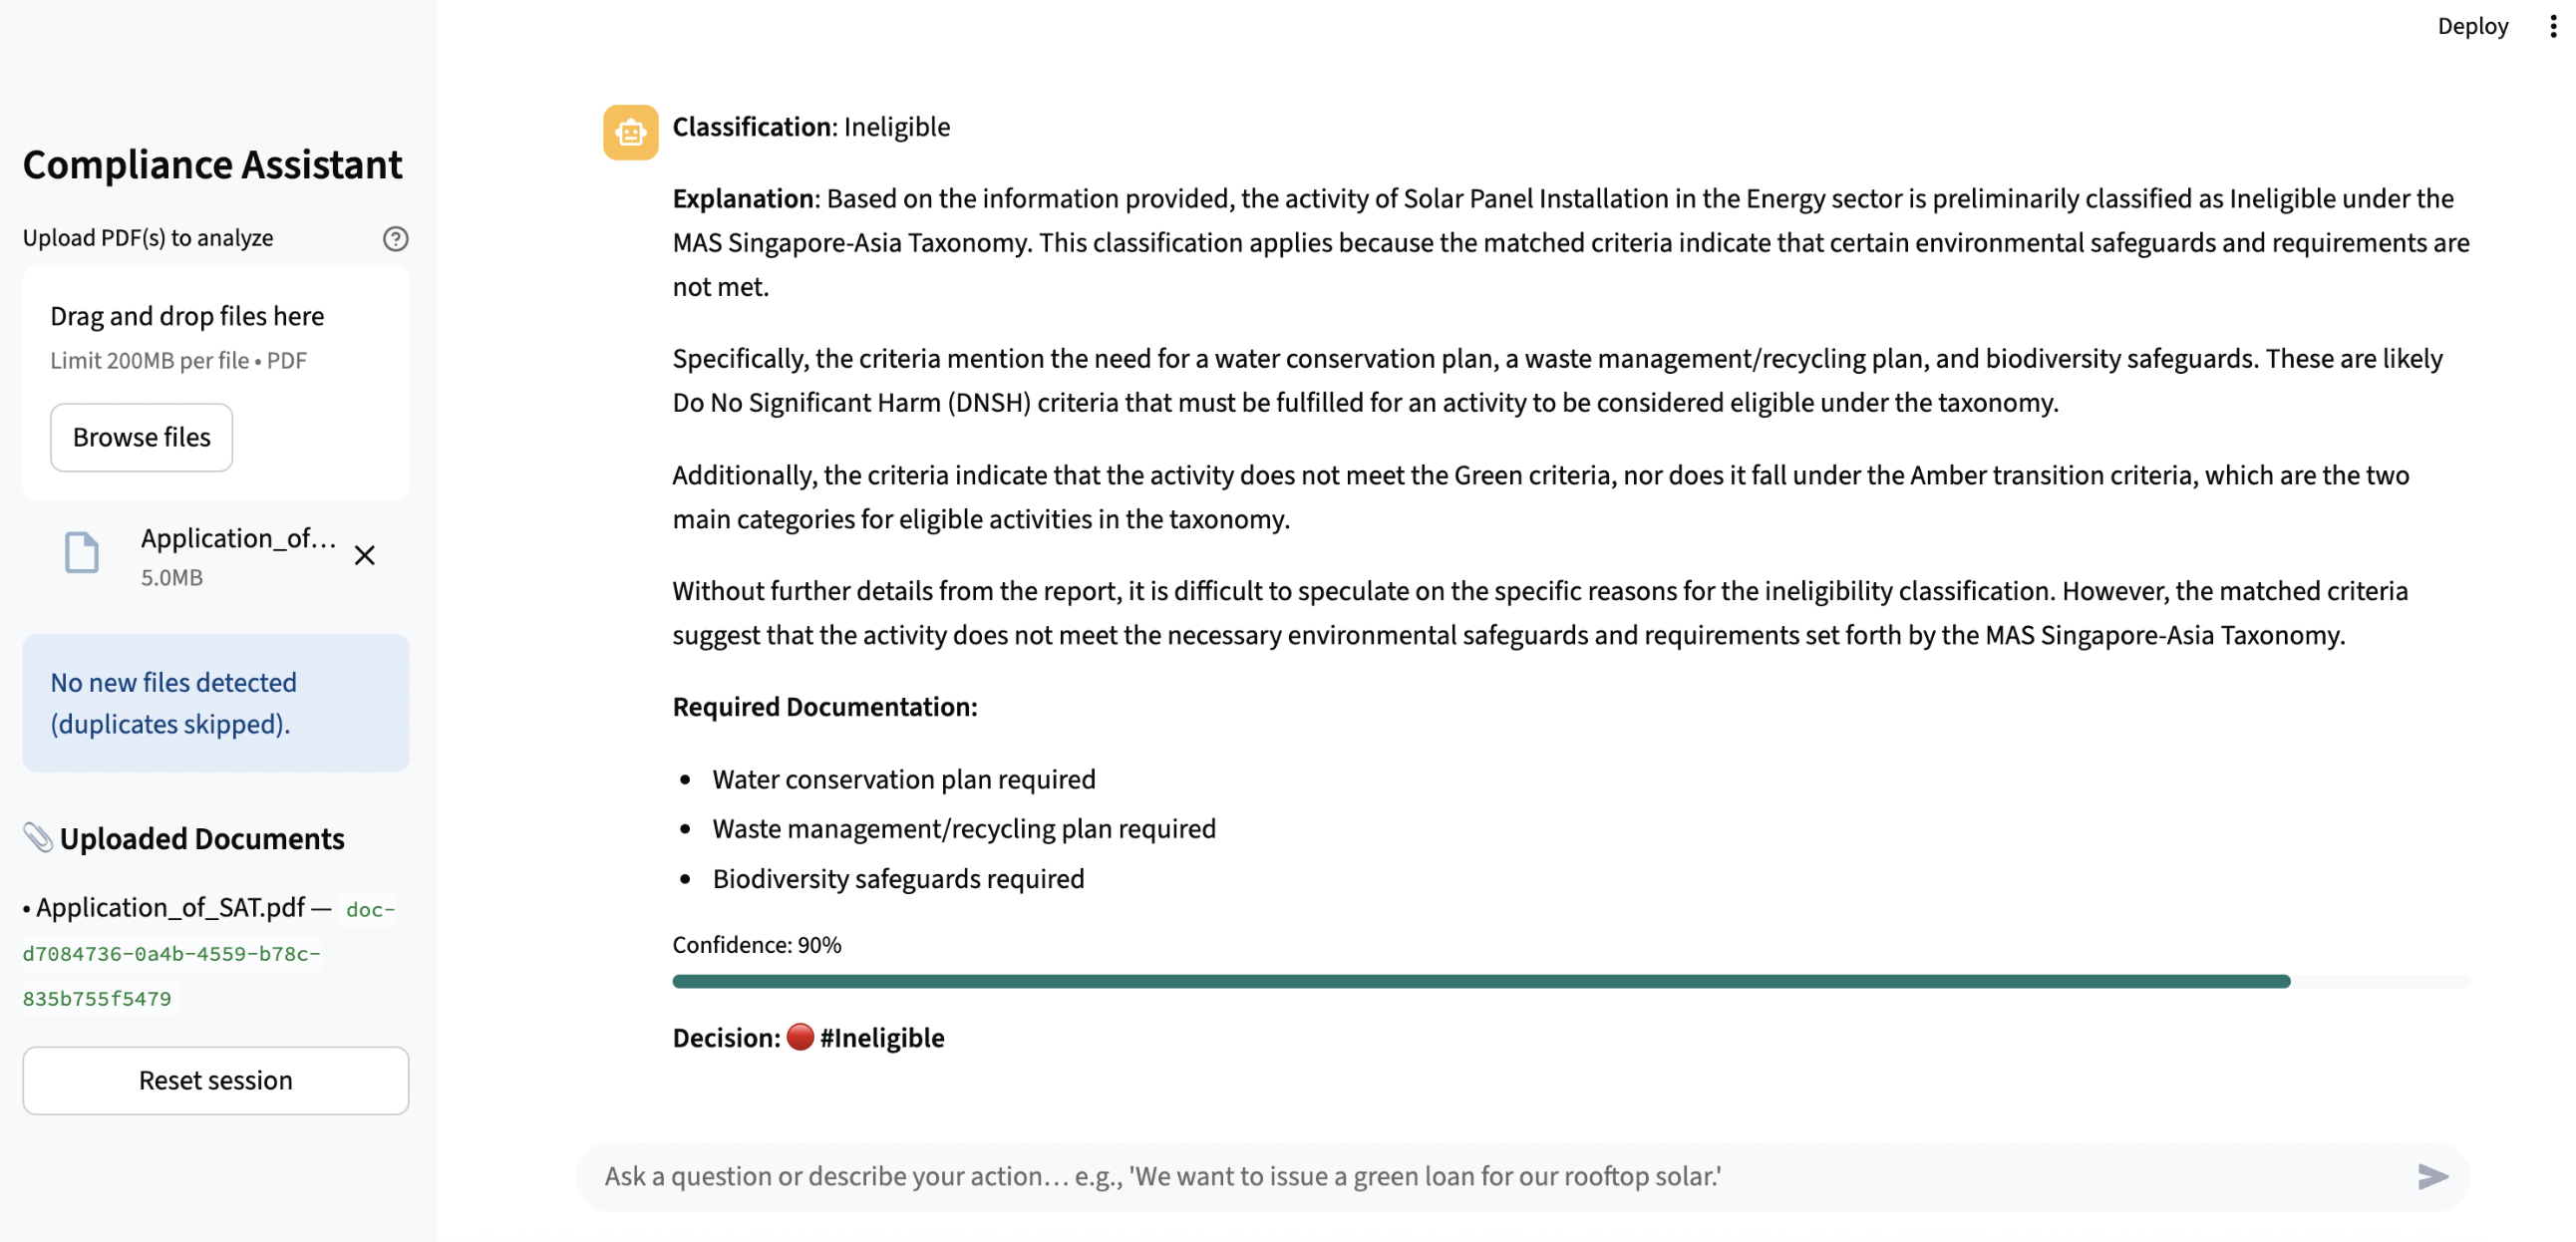 Deploy
Compliance Assistant
Upload PDF(s) to analyze
Drag and drop files here
Limit 200MB per file • PDF
Browse files
Application_of...
5.0MB
No new files detected
(duplicates skipped).
📎 Uploaded Documents
• Application_of_SAT.pdf — doc-
d7084736-0a4b-4559-b78c-
835b755f5479
Reset session
Classification: Ineligible
Explanation: Based on the information provided, the activity of Solar Panel Installation in the Energy sector is preliminarily classified as Ineligible under the
MAS Singapore-Asia Taxonomy. This classification applies because the matched criteria indicate that certain environmental safeguards and requirements are
not met.
Specifically, the criteria mention the need for a water conservation plan, a waste management/recycling plan, and biodiversity safeguards. These are likely
Do No Significant Harm (DNSH) criteria that must be fulfilled for an activity to be considered eligible under the taxonomy.
Additionally, the criteria indicate that the activity does not meet the Green criteria, nor does it fall under the Amber transition criteria, which are the two
main categories for eligible activities in the taxonomy.
Without further details from the report, it is difficult to speculate on the specific reasons for the ineligibility classification. However, the matched criteria
suggest that the activity does not meet the necessary environmental safeguards and requirements set forth by the MAS Singapore-Asia Taxonomy.
Required Documentation:
• Water conservation plan required
• Waste management/recycling plan required
• Biodiversity safeguards required
Confidence: 90%
Decision: 🔴 #Ineligible
Ask a question or describe your action... e.g., 'We want to issue a green loan for our rooftop solar.'